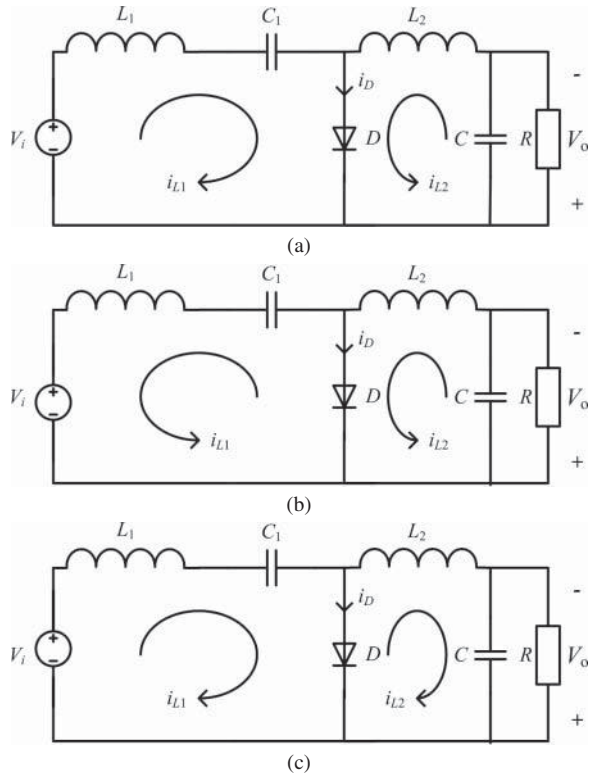 L1 C1 L2
iD
-
Vi + - D C R Vo
iL1 iL2
+
(a)
L1 C1 L2
iD
-
Vi + - D C R Vo
iL1 iL2
+
(b)
L1 C1 L2
iD
-
Vi + - D C R Vo
iL1 iL2
+
(c)